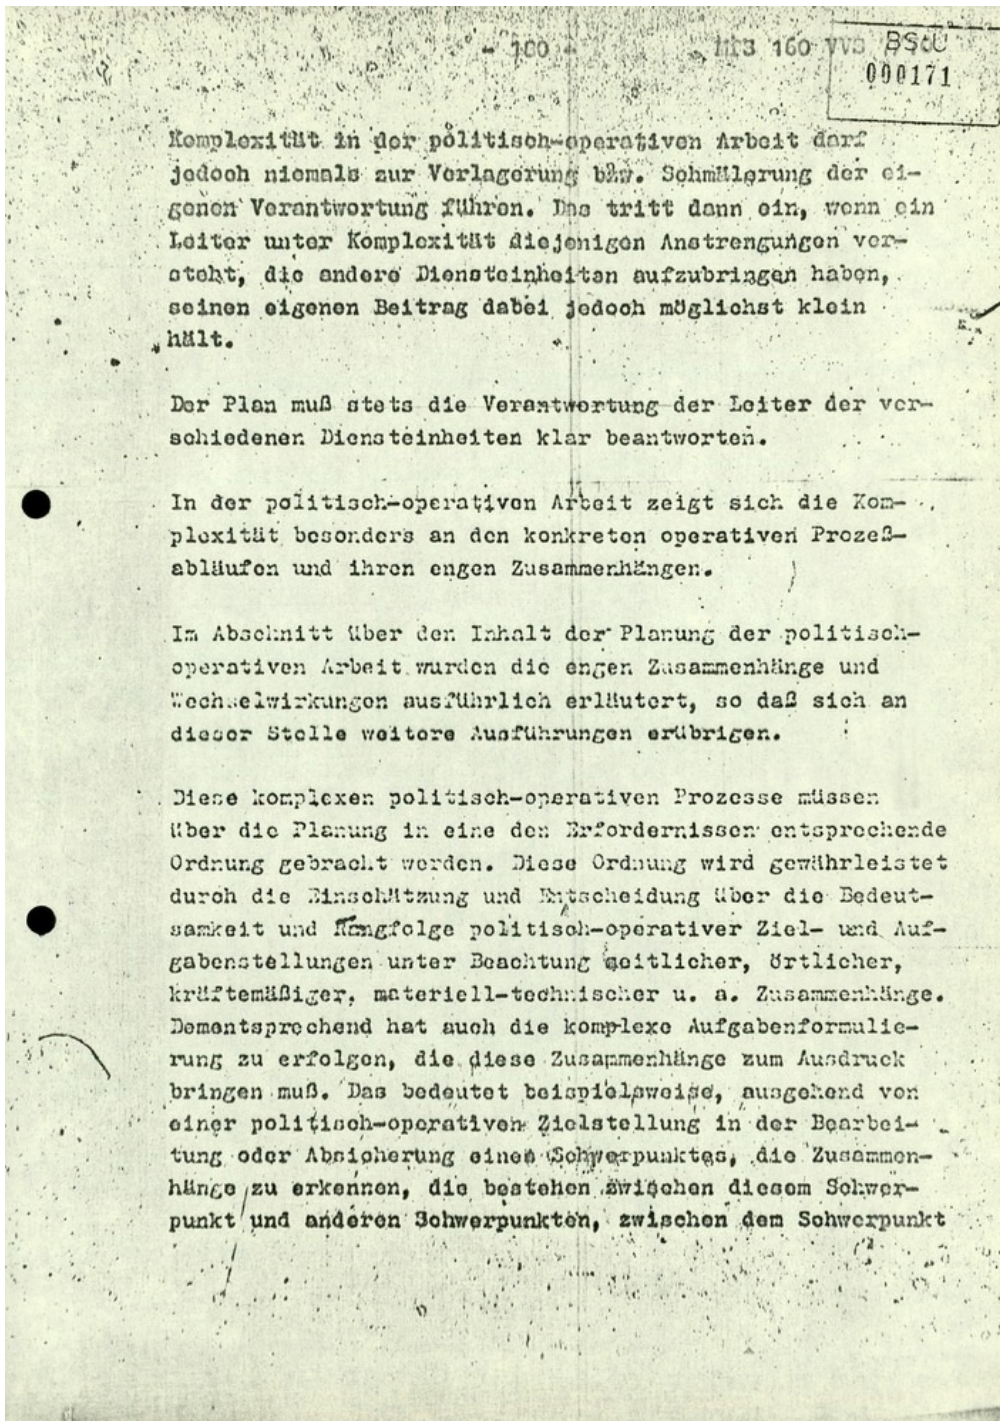 - 180 -
MfS 160 VVS
BStU
000171
Komplexität in der politisch-operativen Arbeit darf
jedoch niemals zur Verlagerung bzw. Schmälerung der ei-
genen Verantwortung führen. Das tritt dann ein, wenn ein
Leiter unter Komplexität diejenigen Anstrengungen ver-
steht, die andere Diensteinheiten aufzubringen haben,
seinen eigenen Beitrag dabei jedoch möglichst klein
hält.
Der Plan muß stets die Verantwortung der Leiter der ver-
schiedenen Diensteinheiten klar beantworten.
In der politisch-operativen Arbeit zeigt sich die Kom-
plexität besonders an den konkreten operativen Prozeß-
abläufen und ihren engen Zusammenhängen.
Im Abschnitt über den Inhalt der Planung der politisch-
operativen Arbeit wurden die engen Zusammenhänge und
Wechselwirkungen ausführlich erläutert, so daß sich an
dieser Stelle weitere Ausführungen erübrigen.
Diese komplexen politisch-operativen Prozesse müssen
über die Planung in eine den Erfordernissen entsprechende
Ordnung gebracht werden. Diese Ordnung wird gewährleistet
durch die Einschätzung und Entscheidung über die Bedeut-
samkeit und Rangfolge politisch-operativer Ziel- und Auf-
gabenstellungen unter Beachtung zeitlicher, örtlicher,
kräftemäßiger, materiell-technischer u. a. Zusammenhänge.
Dementsprechend hat auch die komplexe Aufgabenformulie-
rung zu erfolgen, die diese Zusammenhänge zum Ausdruck
bringen muß. Das bedeutet beispielsweise, ausgehend von
einer politisch-operativen Zielstellung in der Bearbei-
tung oder Absicherung eines Schwerpunktes, die Zusammen-
hänge zu erkennen, die bestehen zwischen diesem Schwer-
punkt und anderen Schwerpunkten, zwischen dem Schwerpunkt